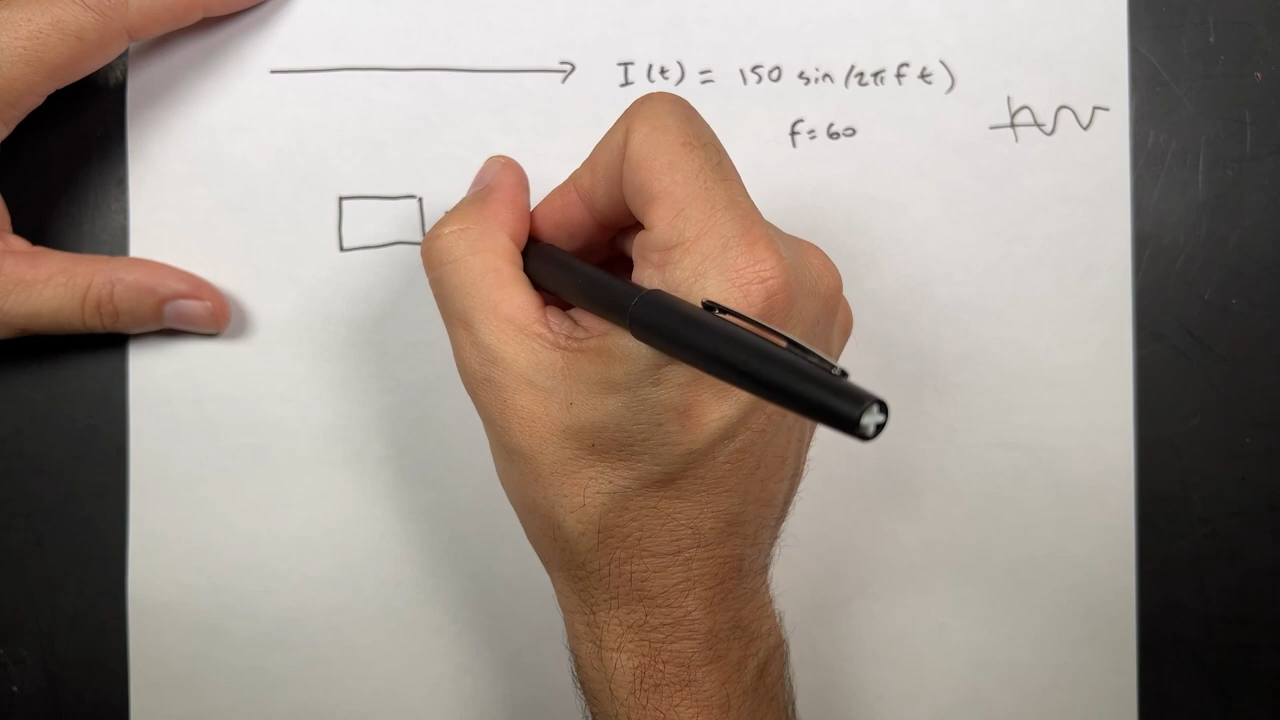 I(t) = 150 sin(2πft)
f=60